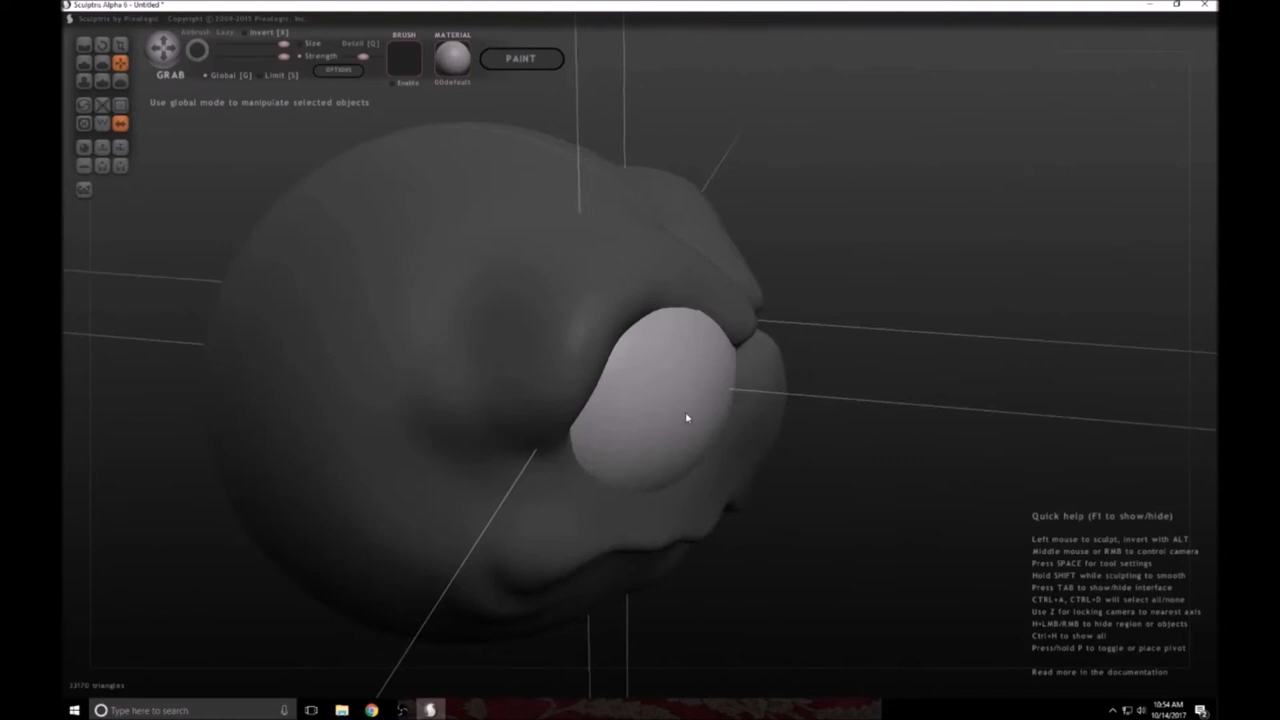 Sculptris Alpha 6 - Untitled *
Sculptris by Pixologic Copyright © 2009-2015 Pixologic, Inc.
Airbrush Lazy Invert [X]
Size Detail [Q]
Strength
OPTIONS
GRAB
Global [G] Limit [S]
BRUSH
Enable
MATERIAL
00default
PAINT
Use global mode to manipulate selected objects
Quick help (F1 to show/hide)
Left mouse to sculpt, invert with ALT
Middle mouse or RMB to control camera
Press SPACE for tool settings
Hold SHIFT while sculpting to smooth
Press TAB to show/hide interface
CTRL+A, CTRL+D will select all/none
Use Z for locking camera to nearest axis
H+LMB/RMB to hide region or objects
Ctrl+H to show all
Press/hold P to toggle or place pivot
Read more in the documentation
33170 triangles
Type here to search
10:54 AM
10/14/2017